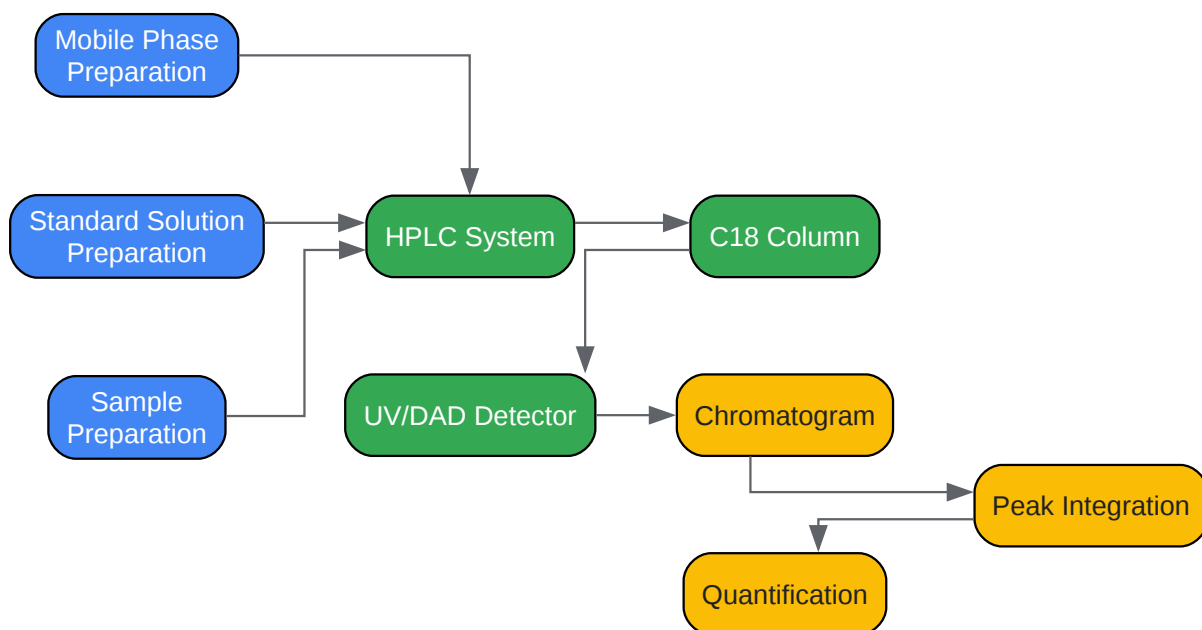 Mobile Phase
Preparation
Standard Solution
Preparation
HPLC System
C18 Column
Sample
Preparation
UV/DAD Detector
Chromatogram
Peak Integration
Quantification